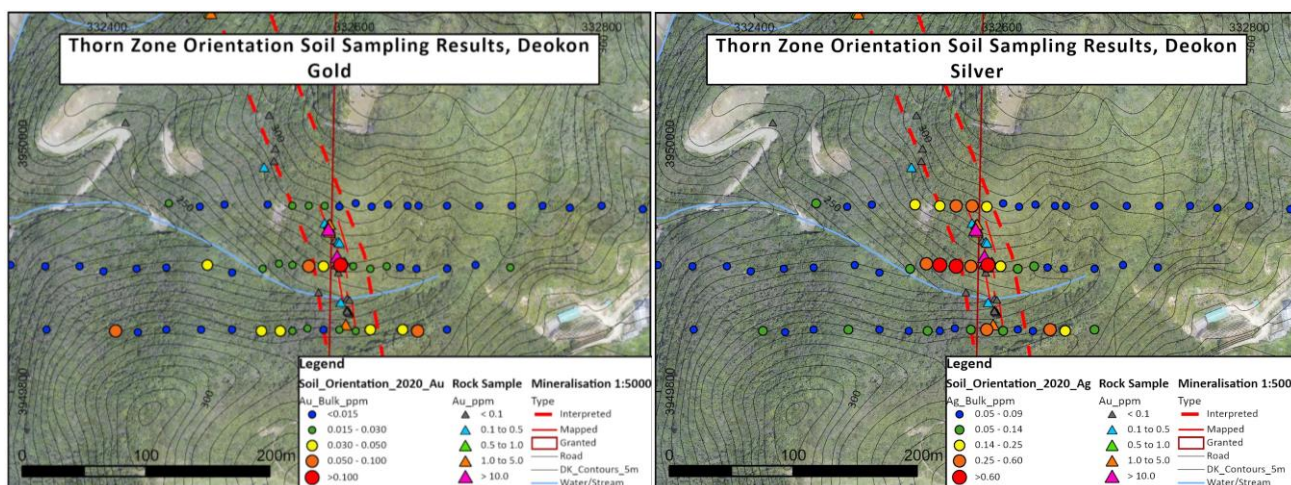 332400
332600
332800
Thorn Zone Orientation Soil Sampling Results, Deokon
Gold
3950000
3949800
300
250
300
Legend
Soil_Orientation_2020_Au
Au_Bulk_ppm
<0.015
0.015 - 0.030
0.030 - 0.050
0.050 - 0.100
>0.100
Rock Sample
Au_ppm
< 0.1
0.1 to 0.5
0.5 to 1.0
1.0 to 5.0
> 10.0
Mineralisation 1:5000
Type
Interpreted
Mapped
Granted
Road
DK_Contours_5m
Water/Stream
0 100 200m
332400
332600
332800
Thorn Zone Orientation Soil Sampling Results, Deokon
Silver
3950000
3949800
300
250
300
Legend
Soil_Orientation_2020_Ag
Ag_Bulk_ppm
0.05 - 0.09
0.05 - 0.14
0.14 - 0.25
0.25 - 0.60
>0.60
Rock Sample
Au_ppm
< 0.1
0.1 to 0.5
0.5 to 1.0
1.0 to 5.0
> 10.0
Mineralisation 1:5000
Type
Interpreted
Mapped
Granted
Road
DK_Contours_5m
Water/Stream
0 100 200m